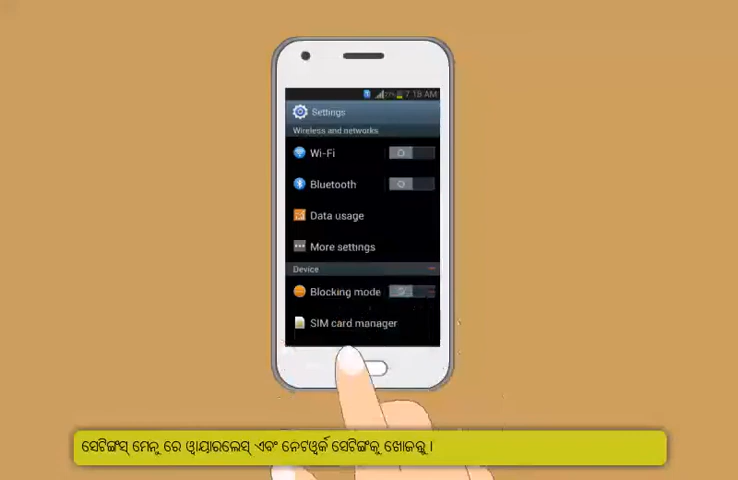 7:19 AM
Settings
Wireless and networks
Wi-Fi
Bluetooth
Data usage
More settings
Device
Blocking mode
SIM card manager
ସେଟିଙ୍ଗସ୍ ମେନୁ ରେ ୱାୟାରଲେସ୍ ଏବଂ ନେଟୱର୍କ ସେଟିଙ୍ଗକୁ ଖୋଜନ୍ତୁ ।